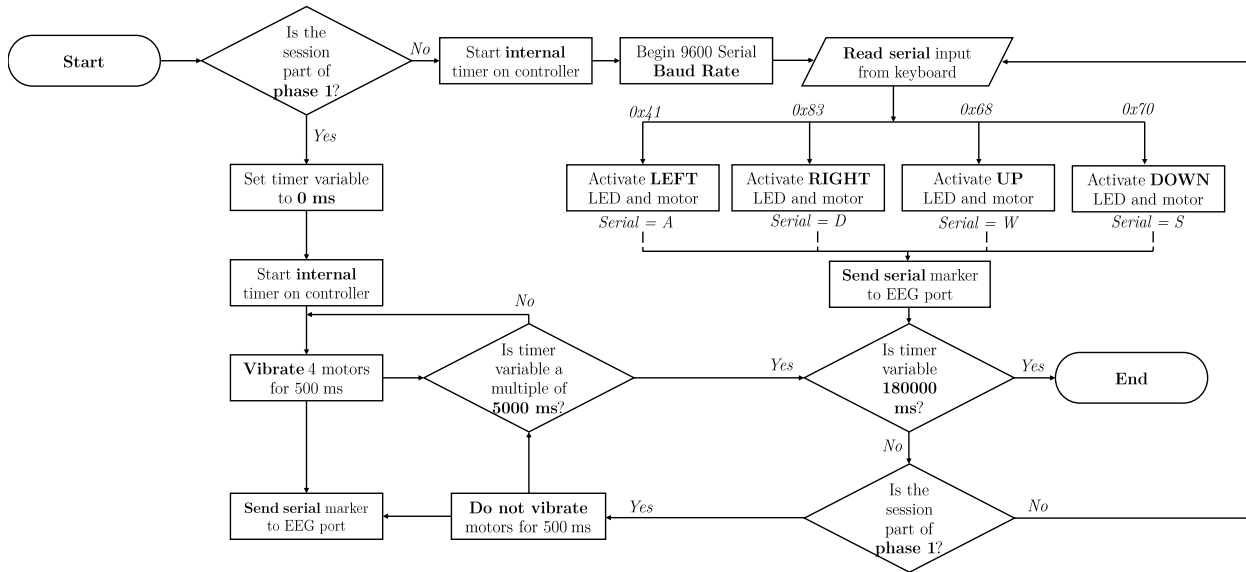 Start
Is the
session
part of
phase 1?
No
Start internal
timer on controller
Begin 9600 Serial
Baud Rate
Read serial input
from keyboard
Yes
0x41
0x83
0x68
0x70
Set timer variable
to 0 ms
Activate LEFT
LED and motor
Serial = A
Activate RIGHT
LED and motor
Serial = D
Activate UP
LED and motor
Serial = W
Activate DOWN
LED and motor
Serial = S
Start internal
timer on controller
Send serial marker
to EEG port
No
Vibrate 4 motors
for 500 ms
Is timer
variable a
multiple of
5000 ms?
Yes
Is timer
variable
180000
ms?
Yes
End
No
Send serial marker
to EEG port
Do not vibrate
motors for 500 ms
Yes
Is the
session
part of
phase 1?
No